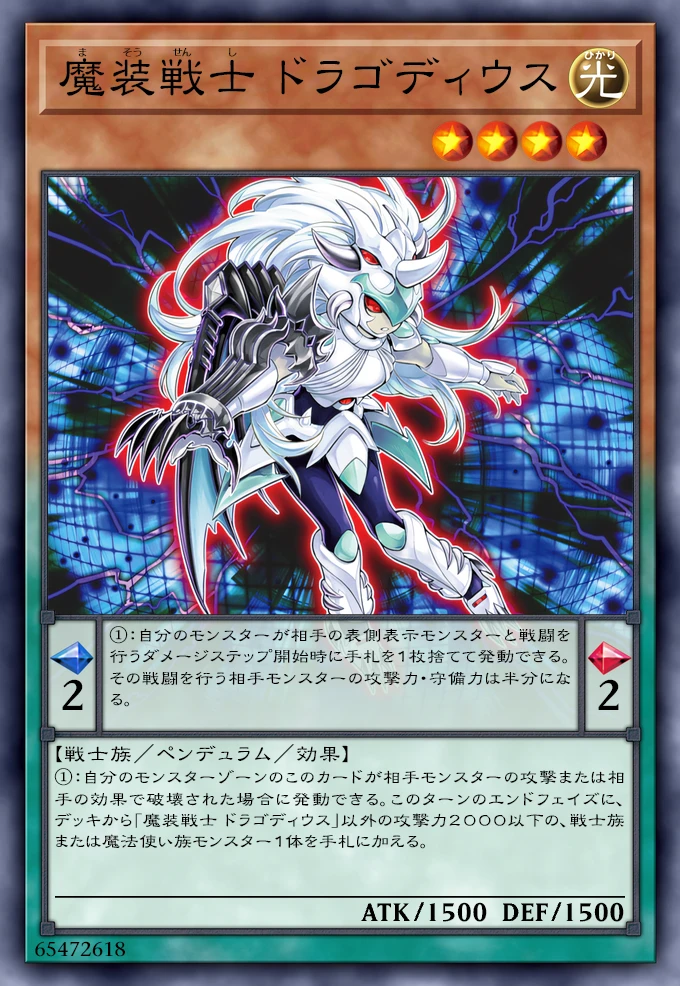 ま そう せん し
魔装戦士 ドラゴディウス
ひかり
光
①:自分のモンスターが相手の表側表示モンスターと戦闘を
行うダメージステップ開始時に手札を1枚捨てて発動できる。
その戦闘を行う相手モンスターの攻撃力・守備力は半分にな
る。
2
2
【戦士族/ペンデュラム/効果】
①:自分のモンスターゾーンのこのカードが相手モンスターの攻撃または相
手の効果で破壊された場合に発動できる。このターンのエンドフェイズに、
デッキから「魔装戦士 ドラゴディウス」以外の攻撃力2000以下の、戦士族
または魔法使い族モンスター1体を手札に加える。
ATK/1500 DEF/1500
65472618